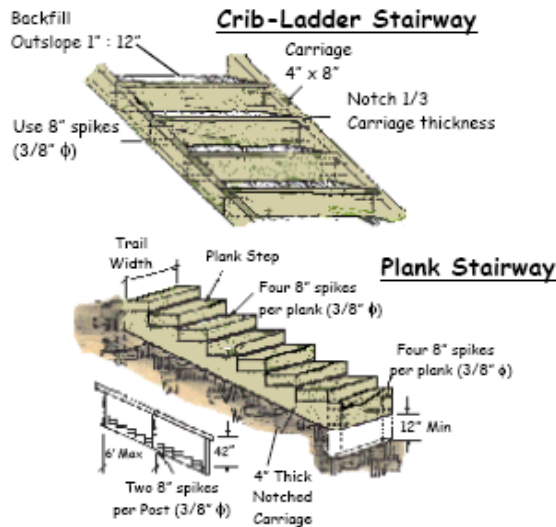 Crib-Ladder Stairway
Backfill
Outslope 1" : 12"
Carriage
4" x 8"
Notch 1/3
Carriage thickness
Use 8" spikes
(3/8" ϕ)
Plank Stairway
Trail
Width
Plank Step
Four 8" spikes
per plank (3/8" ϕ)
Four 8" spikes
per plank (3/8" ϕ)
12" Min
6' Max
42"
Two 8" spikes
per Post (3/8" ϕ)
4" Thick
Notched
Carriage